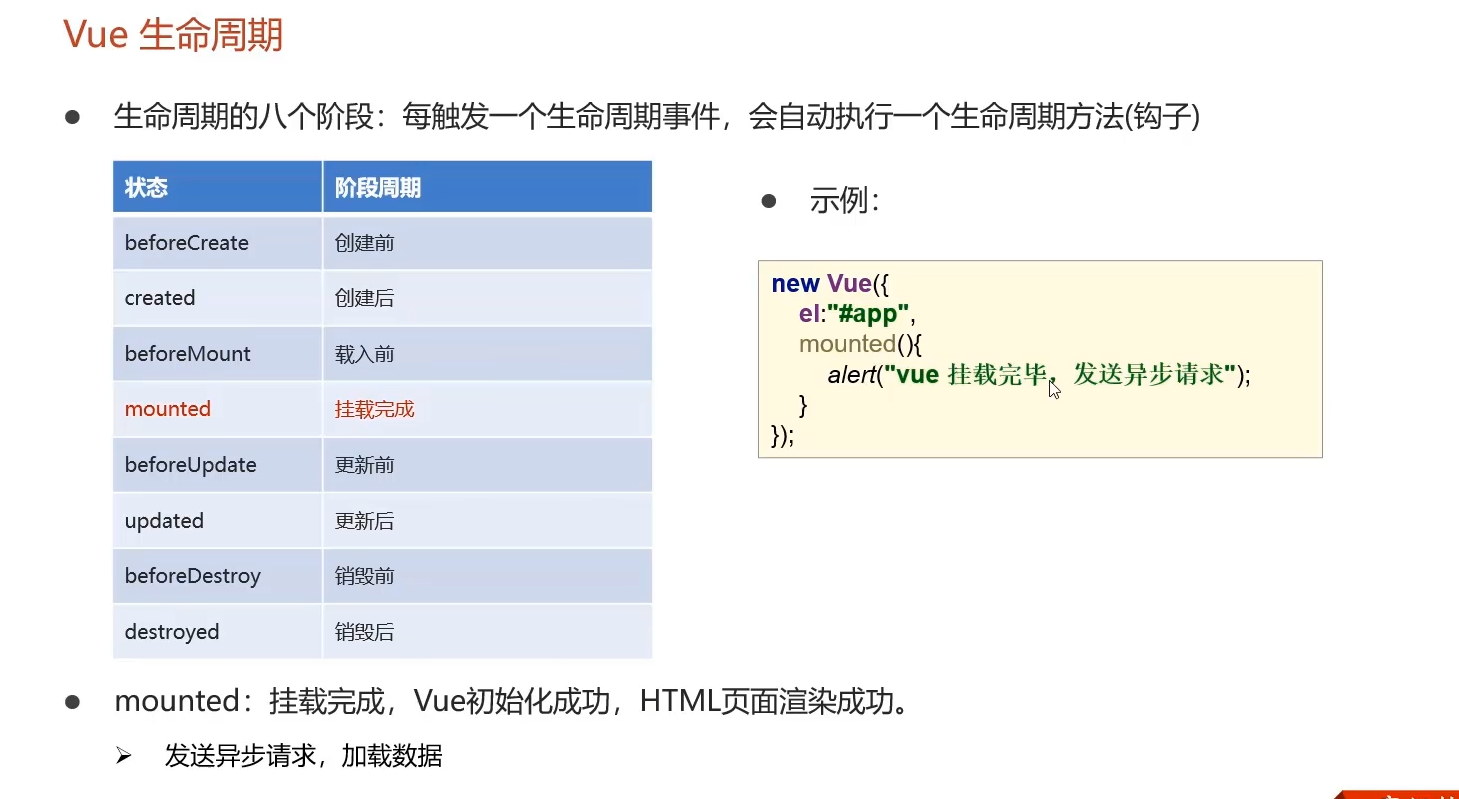 Vue 生命周期
● 生命周期的八个阶段：每触发一个生命周期事件，会自动执行一个生命周期方法(钩子)
状态 阶段周期
beforeCreate 创建前
created 创建后
beforeMount 载入前
mounted 挂载完成
beforeUpdate 更新前
updated 更新后
beforeDestroy 销毁前
destroyed 销毁后
● 示例：
new Vue({
el:"#app",
mounted(){
alert("vue 挂载完毕，发送异步请求");
}
});
● mounted：挂载完成，Vue初始化成功，HTML页面渲染成功。
➢ 发送异步请求，加载数据